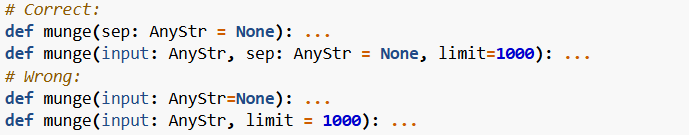 # Correct:
def munge(sep: AnyStr = None): ...
def munge(input: AnyStr, sep: AnyStr = None, limit=1000): ...
# Wrong:
def munge(input: AnyStr=None): ...
def munge(input: AnyStr, limit = 1000): ...